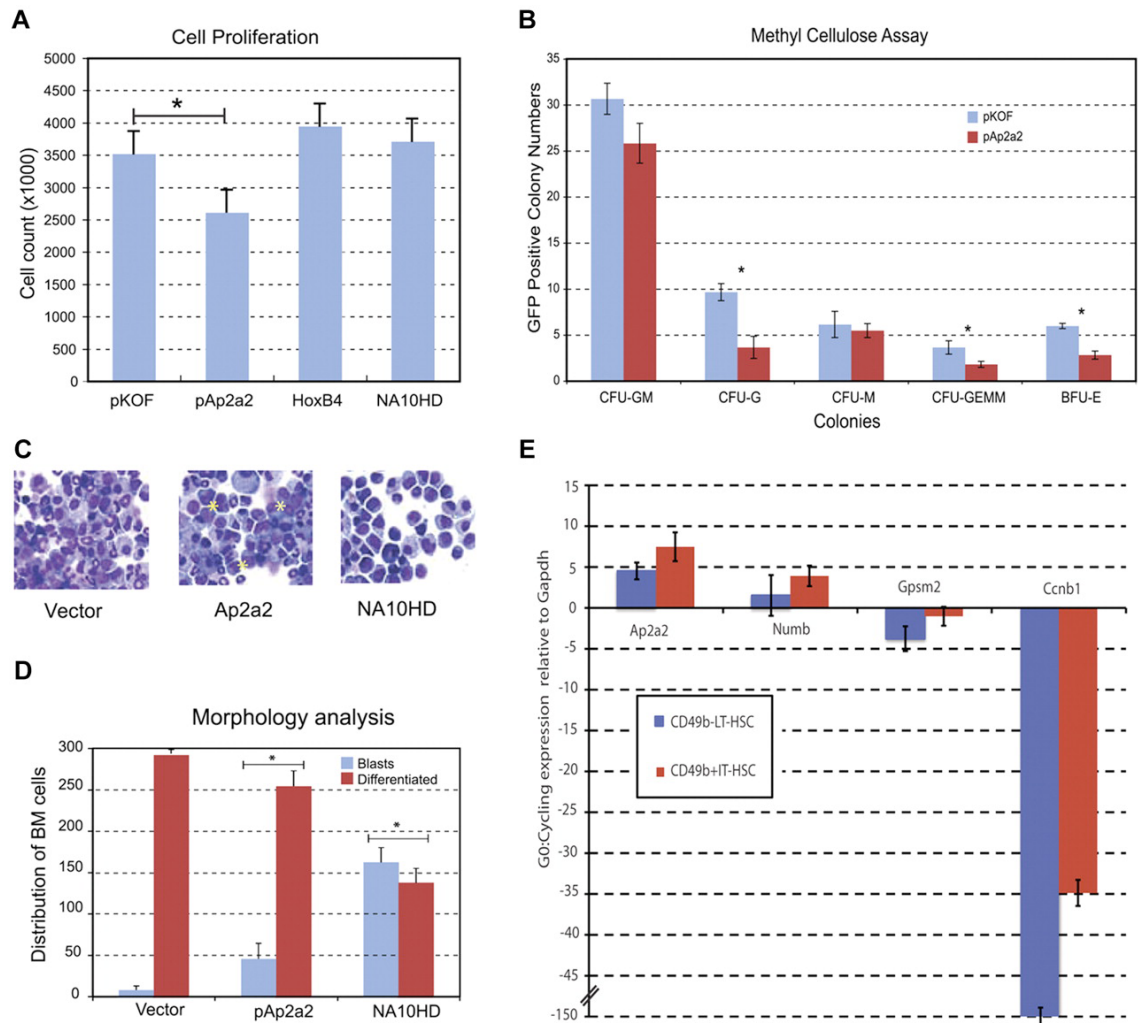 A
Cell Proliferation
5000
4500
4000
3500
3000
2500
2000
1500
1000
500
0
Cell count (x1000)
*
pKOF
pAp2a2
HoxB4
NA10HD
B
Methyl Cellulose Assay
35
30
25
20
15
10
5
0
GFP Positive Colony Numbers
pKOF
pAp2a2
*
*
*
CFU-GM
CFU-G
CFU-M
CFU-GEMM
BFU-E
Colonies
C
*
*
*
Vector
Ap2a2
NA10HD
D
Morphology analysis
300
200
150
100
50
0
Distribution of BM cells
Blasts
Differentiated
*
*
Vector
pAp2a2
NA10HD
E
15
10
5
0
-5
-10
-15
-20
-25
-30
-35
-40
-45
-150
G0:Cycling expression relative to Gapdh
Ap2a2
Numb
Gpsm2
Ccnb1
CD49b-LT-HSC
CD49b+IT-HSC